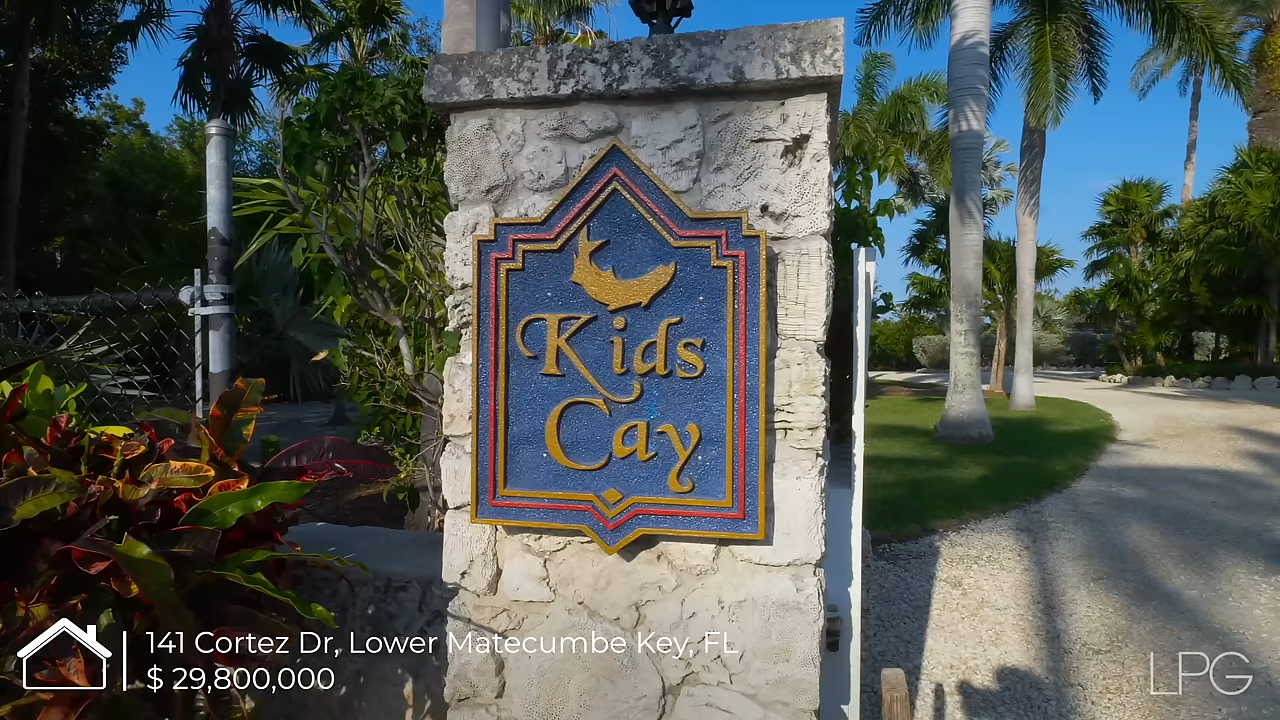 Kids
Cay
141 Cortez Dr, Lower Matecumbe Key, FL
$ 29,800,000
LPG